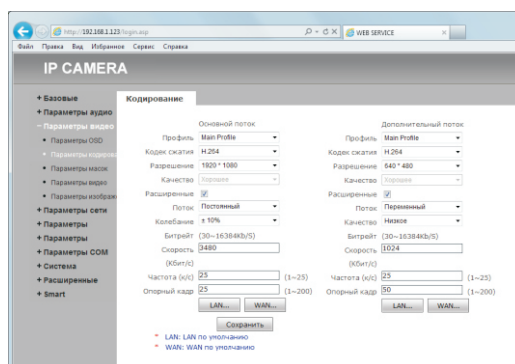 http://192.168.1.123/login.asp
WEB SERVICE
Файл Правка Вид Избранное Сервис Справка
IP CAMERA
+ Базовые
+ Параметры аудио
− Параметры видео
• Параметры OSD
• Параметры кодирова
• Параметры масок
• Параметры видео
• Параметры изображ
+ Параметры сети
+ Параметры
+ Параметры
+ Параметры COM
+ Система
+ Расширенные
+ Smart
Кодирование
Основной поток
Профиль Main Profile
Кодек сжатия H.264
Разрешение 1920 * 1080
Качество Хорошее
Расширенные
Поток Постоянный
Колебание ± 10%
Битрейт (30~16384Kb/S)
Скорость 3480
(Кбит/с)
Частота (к/с) 25 (1~25)
Опорный кадр 25 (1~200)
LAN... WAN...
Дополнительный поток
Профиль Main Profile
Кодек сжатия H.264
Разрешение 640 * 480
Качество Хорошее
Расширенные
Поток Переменный
Качество Низкое
Битрейт (30~16384Kb/S)
Скорость 1024
(Кбит/с)
Частота (к/с) 25 (1~25)
Опорный кадр 50 (1~200)
LAN... WAN...
Сохранить
* LAN: LAN по умолчанию
* WAN: WAN по умолчанию